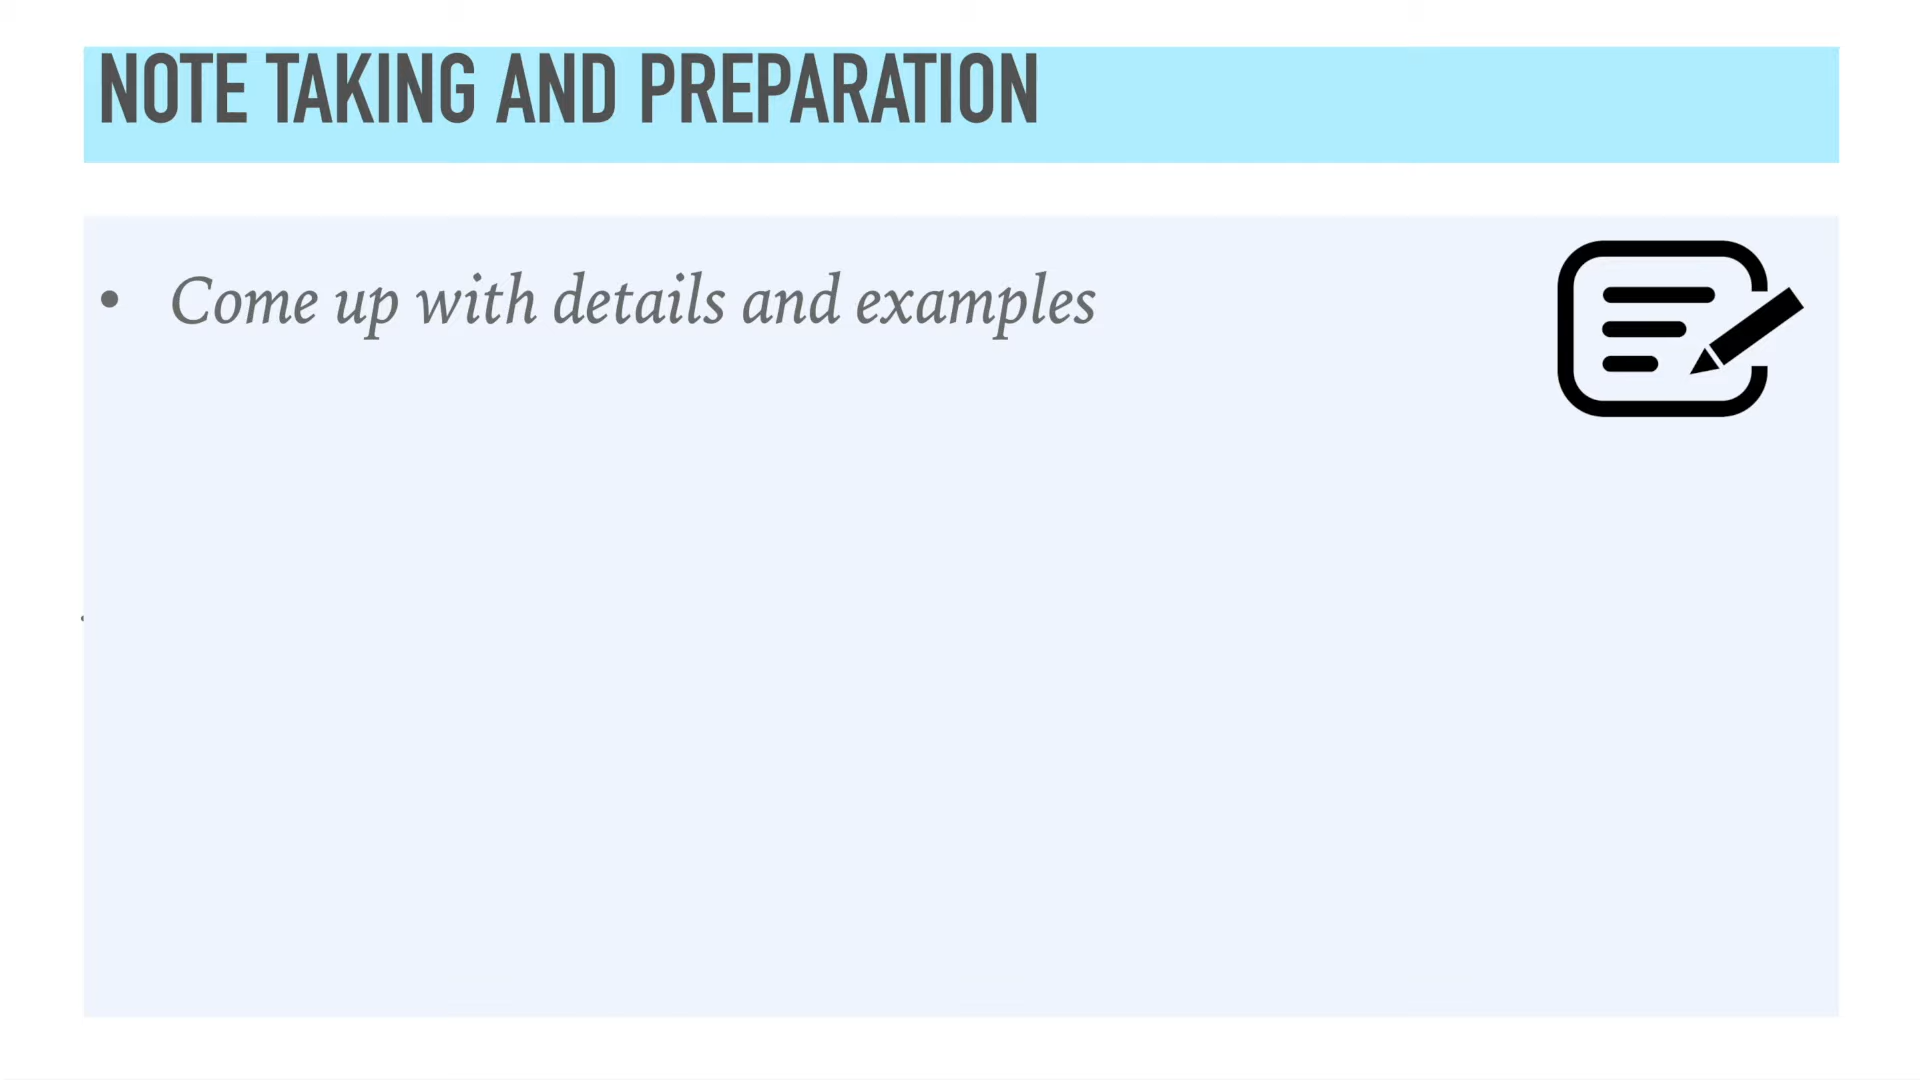 NOTE TAKING AND PREPARATION
• Come up with details and examples